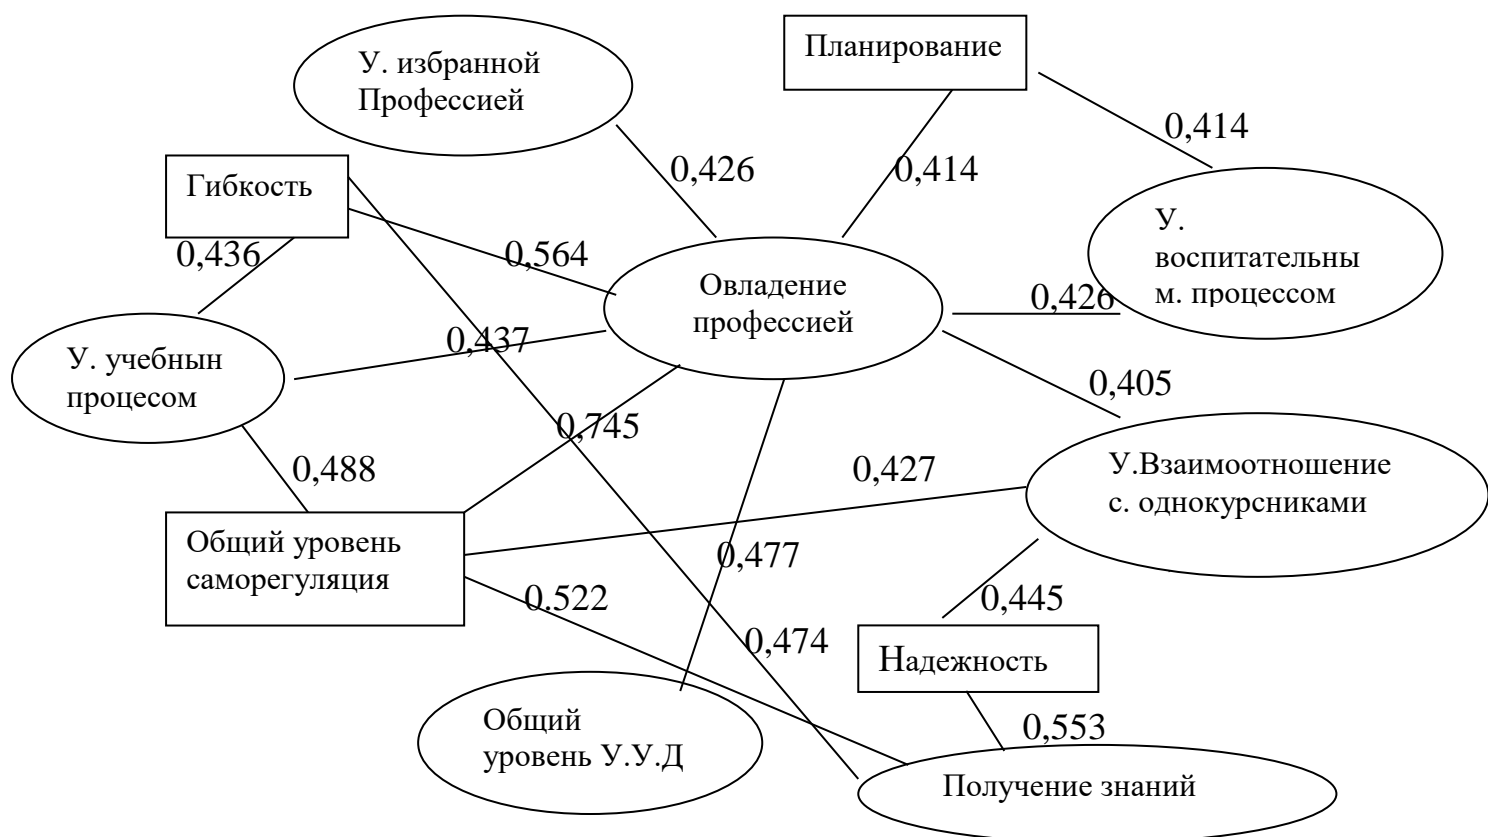 Планирование
У. избранной
Профессией
0,414
0,426
0,414
Гибкость
У.
воспитательны
м. процессом
0,436
0,564
Овладение
профессией
0,426
0,437
У. учебнын
процесом
0,405
0,745
0,488
0,427
У.Взаимоотношение
с. однокурсниками
Общий уровень
саморегуляция
0,477
0.522
0,445
0,474
Надежность
Общий
уровень У.У.Д
0,553
Получение знаний